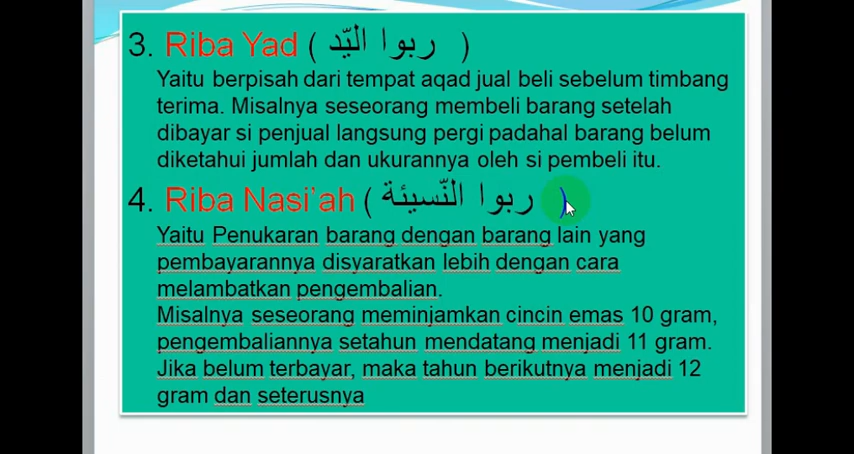 3. Riba Yad ( ربوا اليّد )
Yaitu berpisah dari tempat aqad jual beli sebelum timbang
terima. Misalnya seseorang membeli barang setelah
dibayar si penjual langsung pergi padahal barang belum
diketahui jumlah dan ukurannya oleh si pembeli itu.
4. Riba Nasi’ah ( ربوا النّسيئة )
Yaitu Penukaran barang dengan barang lain yang
pembayarannya disyaratkan lebih dengan cara
melambatkan pengembalian.
Misalnya seseorang meminjamkan cincin emas 10 gram,
pengembaliannya setahun mendatang menjadi 11 gram.
Jika belum terbayar, maka tahun berikutnya menjadi 12
gram dan seterusnya